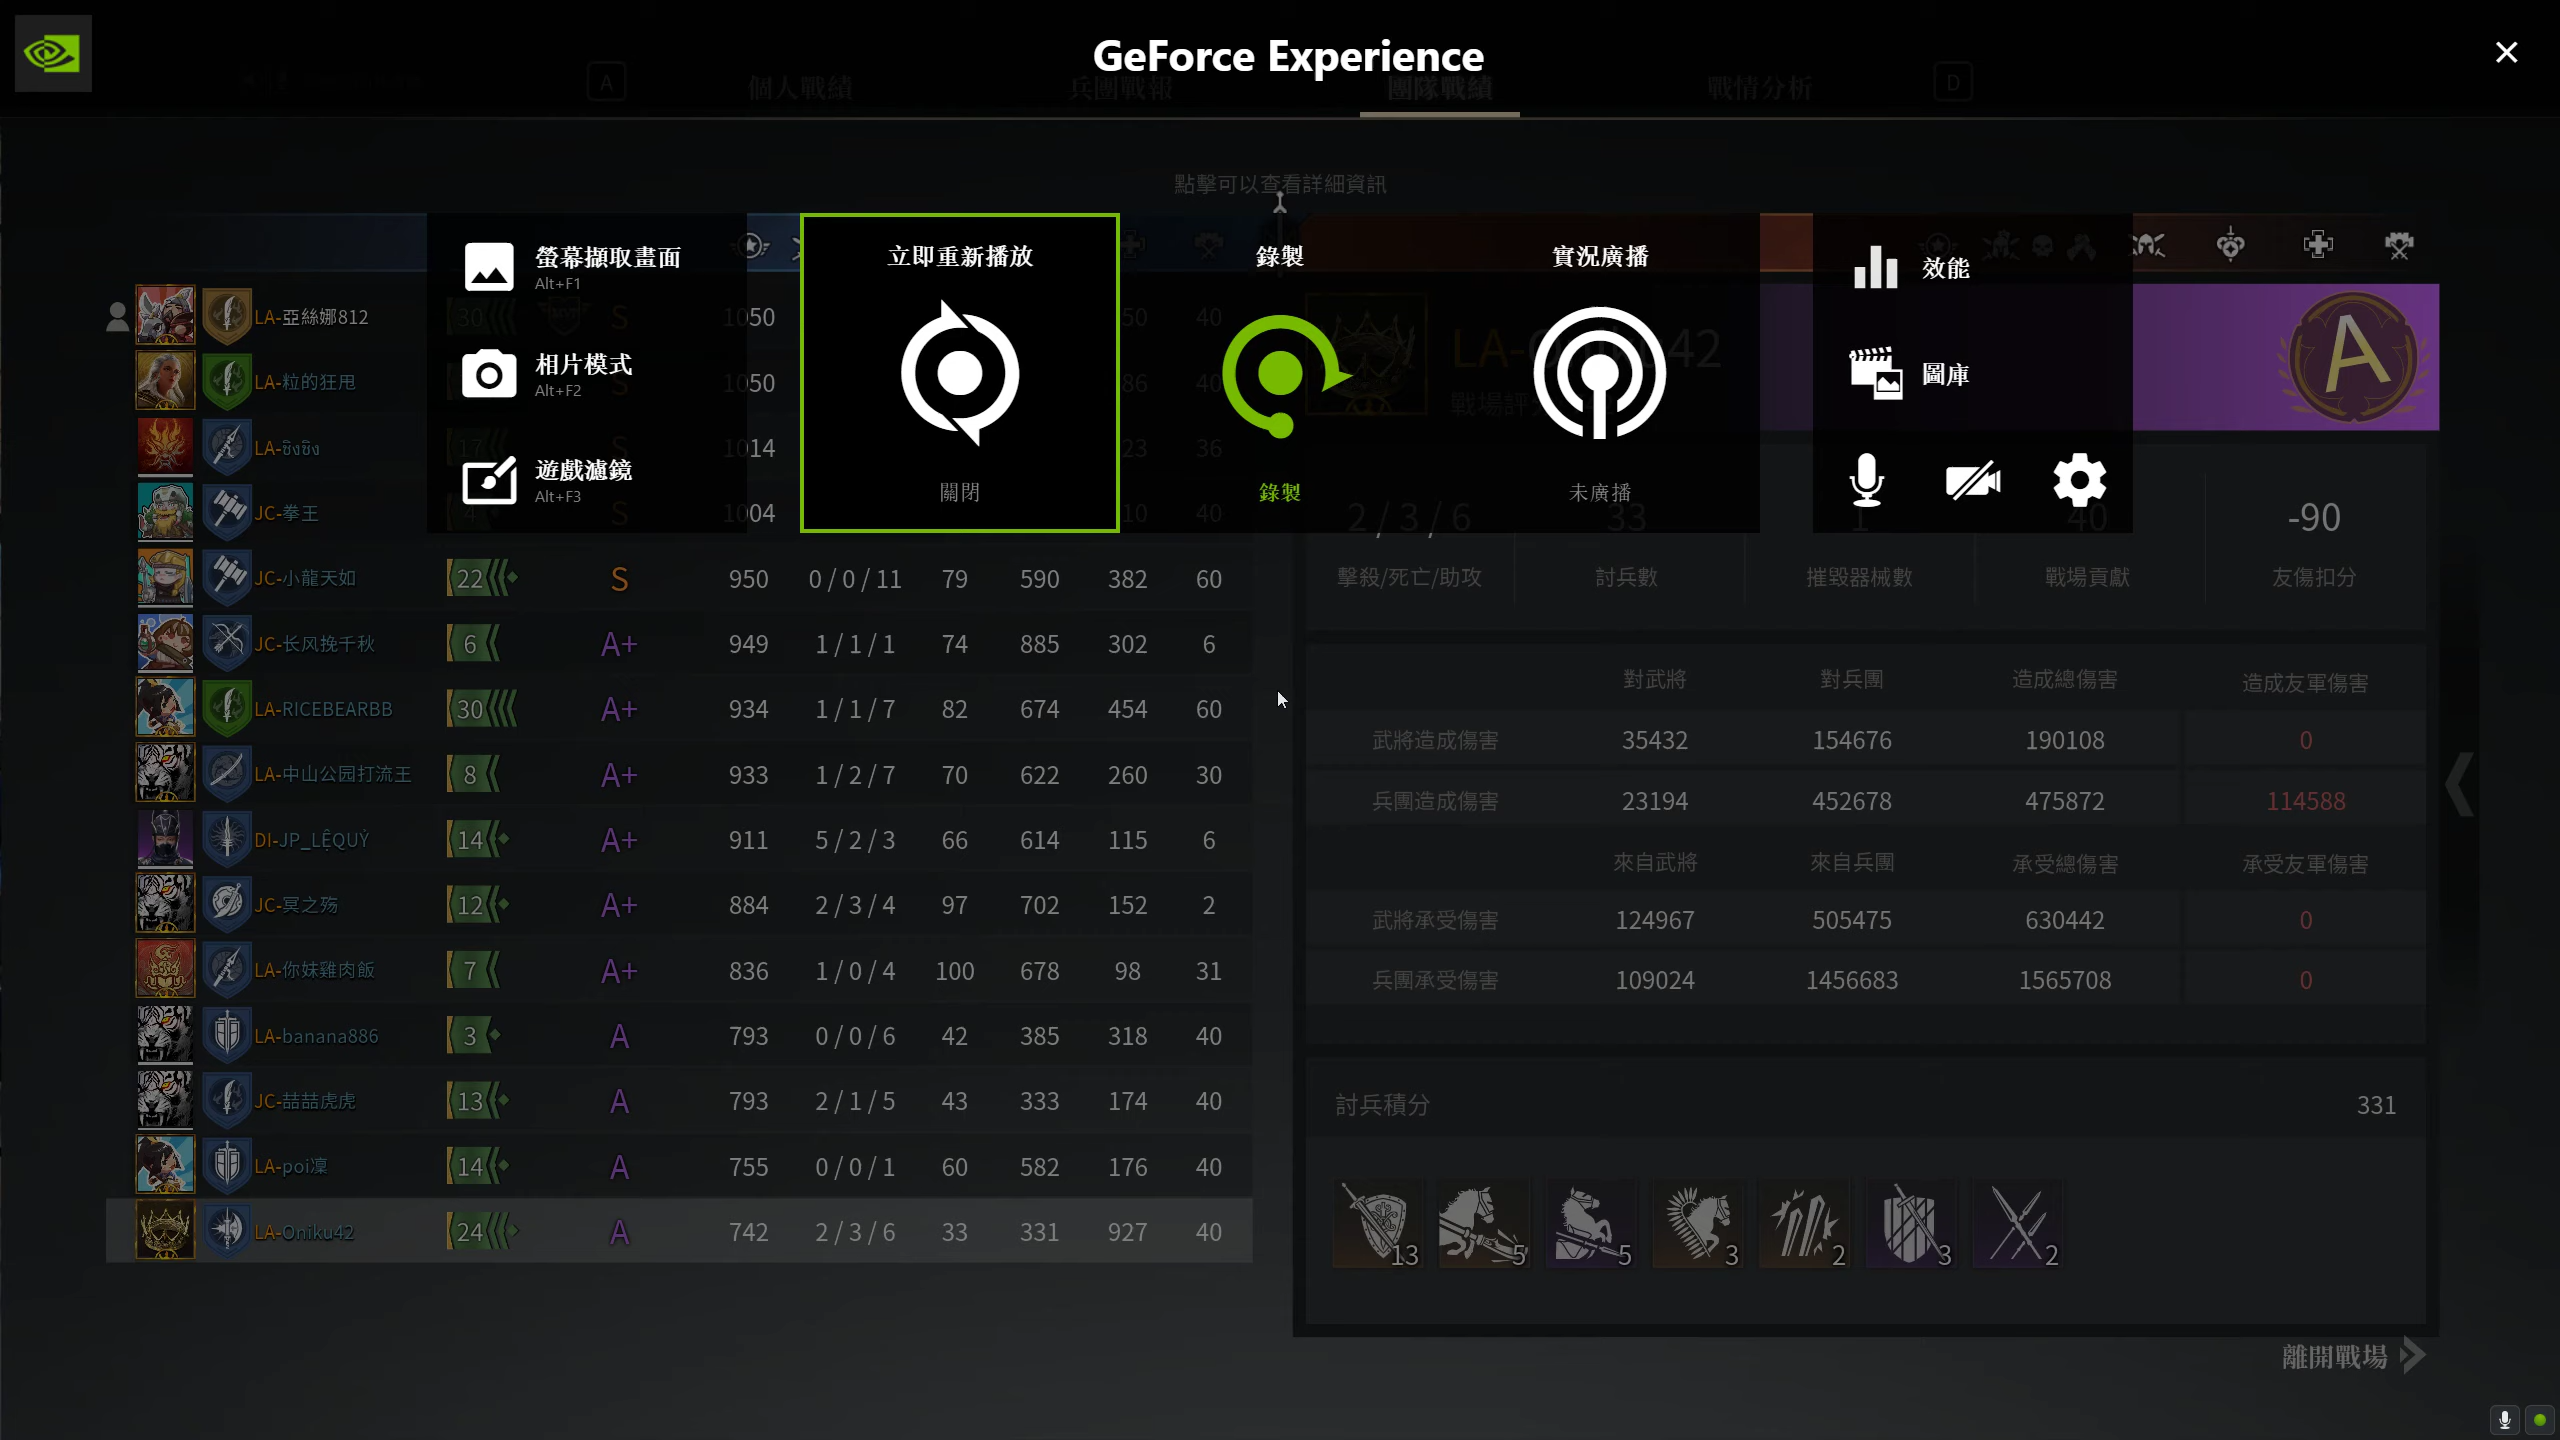 GeForce Experience
A
個人戰績
兵團戰報
團隊戰績
戰情分析
D
點擊可以查看詳細資訊
螢幕擷取畫面
Alt+F1
相片模式
Alt+F2
遊戲濾鏡
Alt+F3
立即重新播放
關閉
錄製
錄製
實況廣播
未廣播
效能
圖庫
LA-亞絲娜812 30 S 1050 50 40
LA-粒的狂甩 1050 86 40
LA-ชิงชิง 17 S 1014 23 36
JC-拳王 4 S 1004 10 40
JC-小龍天如 22 S 950 0 / 0 / 11 79 590 382 60
JC-长风挽千秋 6 A+ 949 1 / 1 / 1 74 885 302 6
LA-RICEBEARBB 30 A+ 934 1 / 1 / 7 82 674 454 60
LA-中山公园打流王 8 A+ 933 1 / 2 / 7 70 622 260 30
DI-JP_LỆQUỶ 14 A+ 911 5 / 2 / 3 66 614 115 6
JC-冥之殇 12 A+ 884 2 / 3 / 4 97 702 152 2
LA-你妹雞肉飯 7 A+ 836 1 / 0 / 4 100 678 98 31
LA-banana886 3 A 793 0 / 0 / 6 42 385 318 40
JC-喆喆虎虎 13 A 793 2 / 1 / 5 43 333 174 40
LA-poi凜 14 A 755 0 / 0 / 1 60 582 176 40
LA-Oniku42 24 A 742 2 / 3 / 6 33 331 927 40
LA-Oniku42
A
2 / 3 / 6 33 1 40 -90
擊殺/死亡/助攻 討兵數 摧毀器械數 戰場貢獻 友傷扣分
對武將 對兵團 造成總傷害 造成友軍傷害
武將造成傷害 35432 154676 190108 0
兵團造成傷害 23194 452678 475872 114588
來自武將 來自兵團 承受總傷害 承受友軍傷害
武將承受傷害 124967 505475 630442 0
兵團承受傷害 109024 1456683 1565708 0
討兵積分 331
13 5 5 3 2 3 2
離開戰場